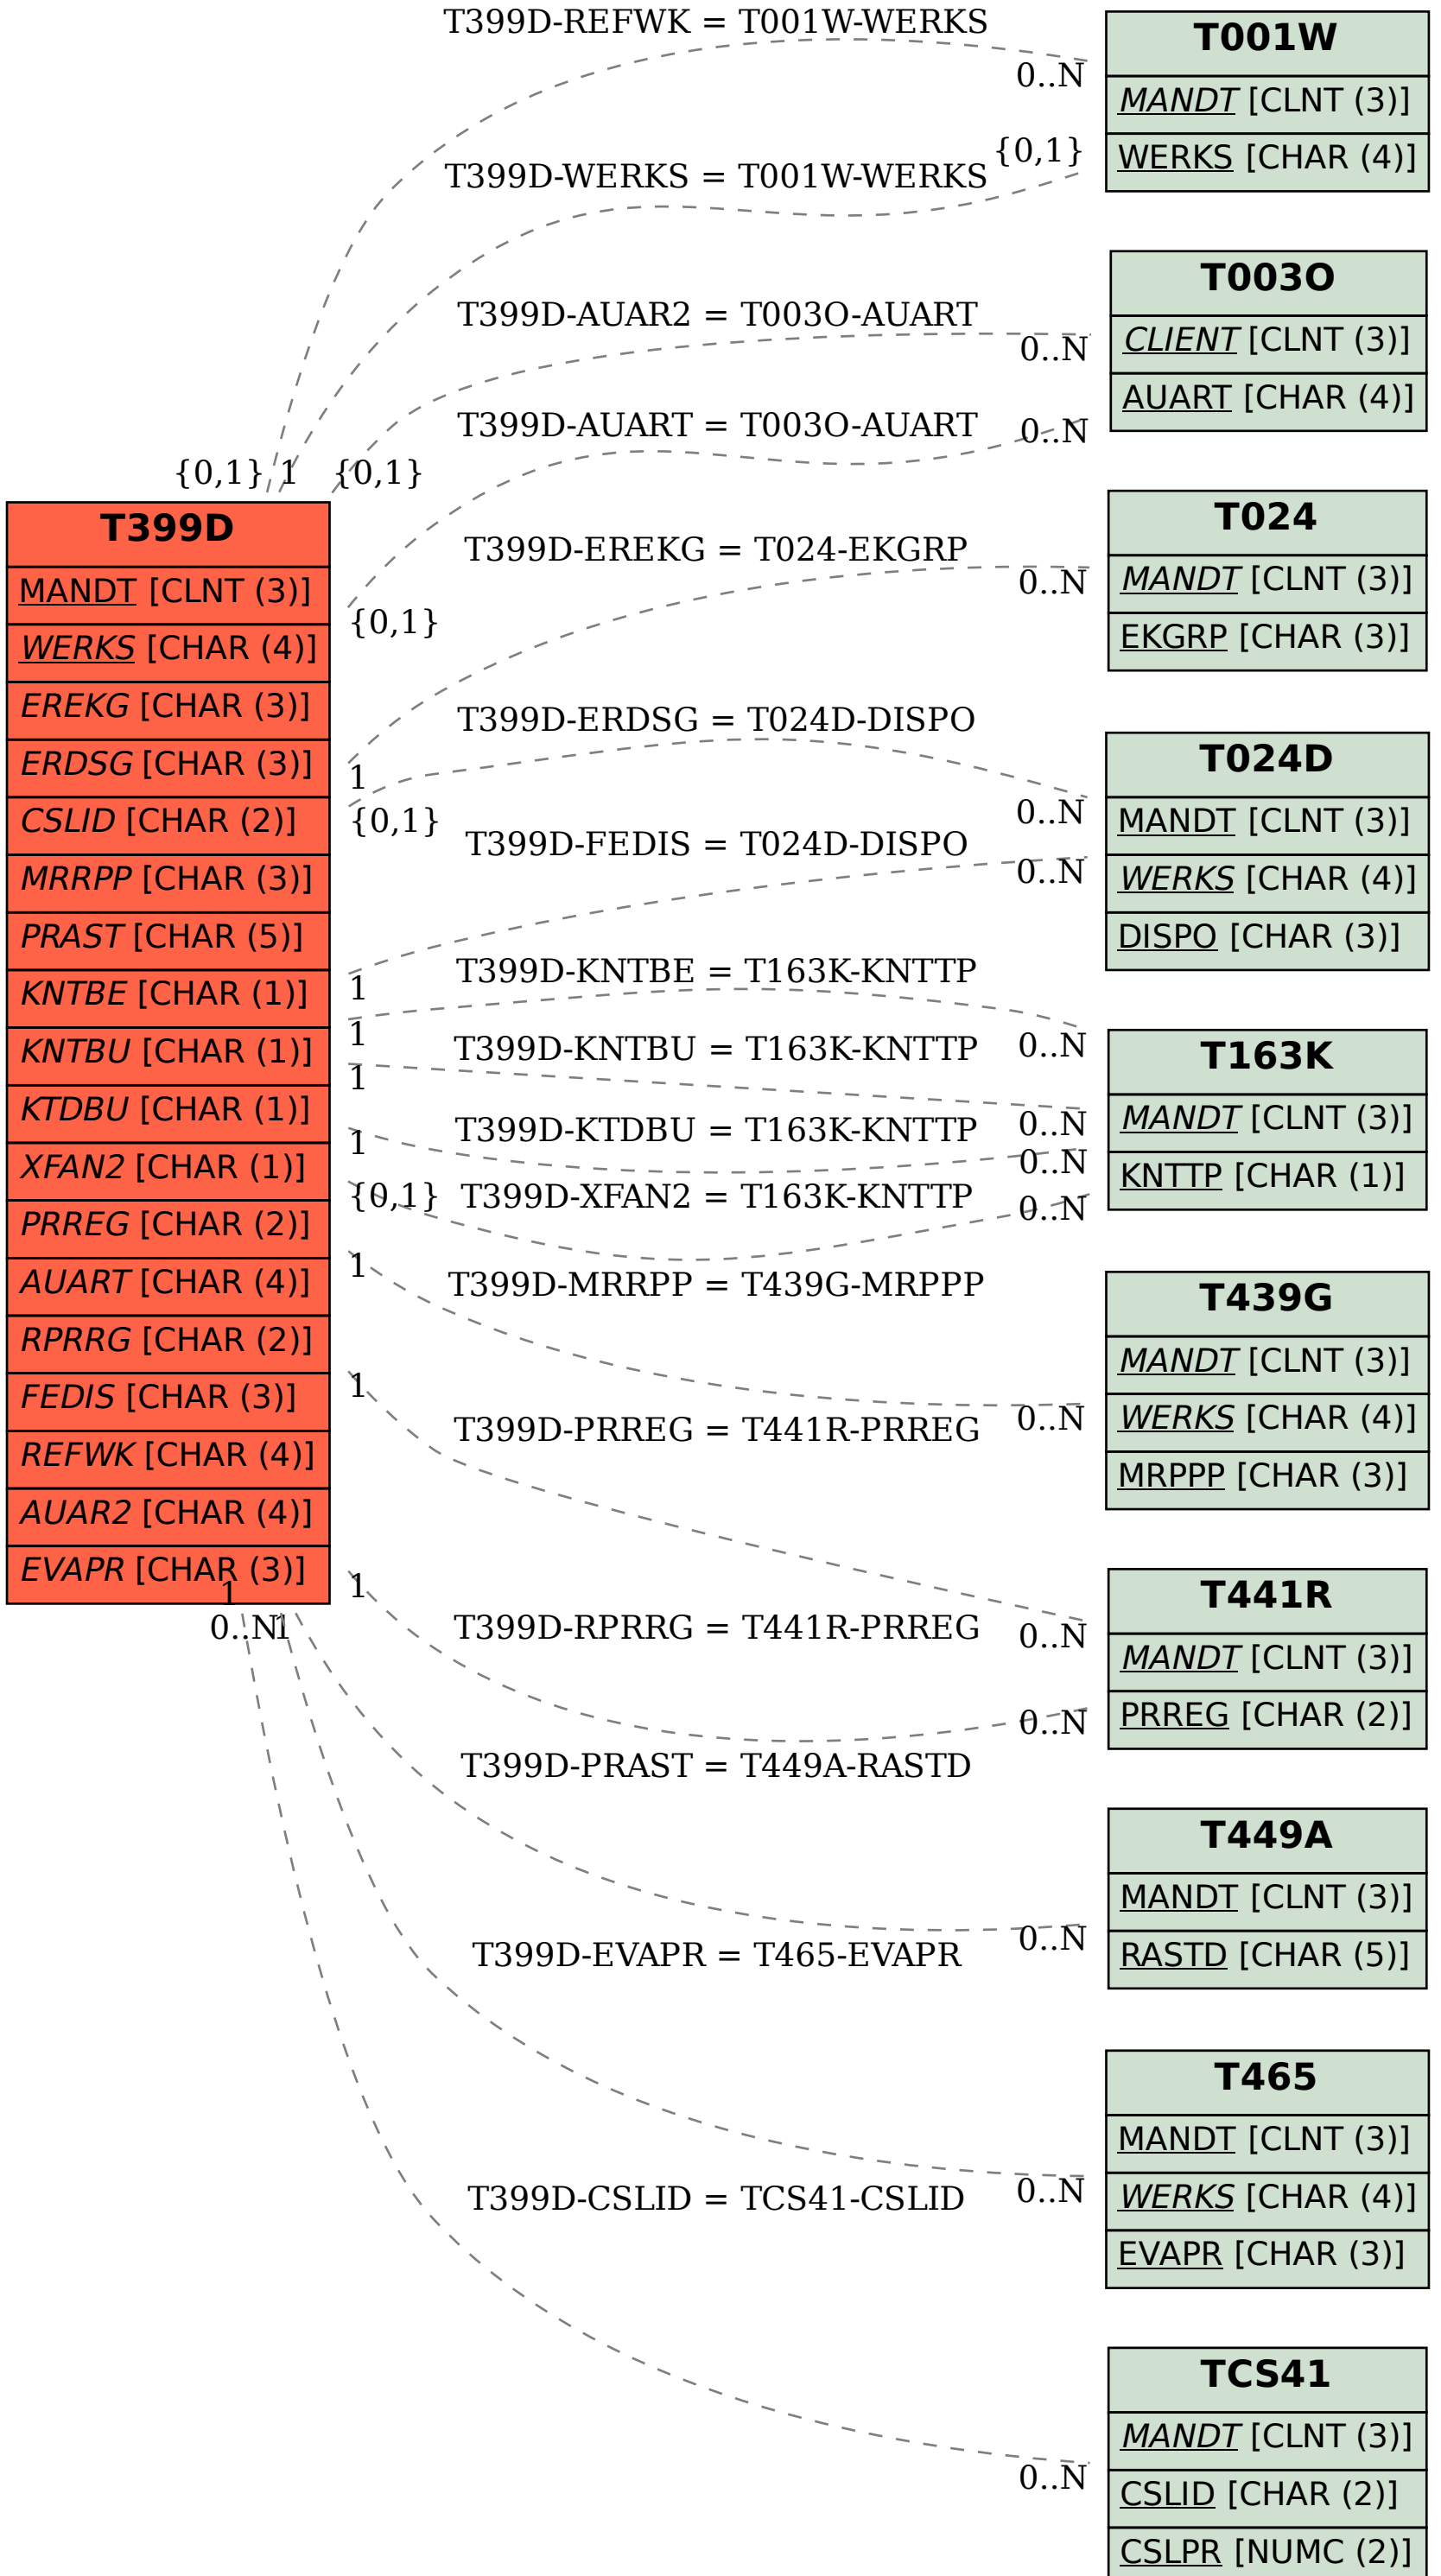 T399D-REFWK = T001W-WERKS
0..N
T399D-WERKS = T001W-WERKS
{0,1}
T399D-AUAR2 = T003O-AUART
0..N
T399D-AUART = T003O-AUART
0..N
{0,1}
1
{0,1}
T399D
MANDT [CLNT (3)]
WERKS [CHAR (4)]
EREKG [CHAR (3)]
ERDSG [CHAR (3)]
CSLID [CHAR (2)]
MRRPP [CHAR (3)]
PRAST [CHAR (5)]
KNTBE [CHAR (1)]
KNTBU [CHAR (1)]
KTDBU [CHAR (1)]
XFAN2 [CHAR (1)]
PRREG [CHAR (2)]
AUART [CHAR (4)]
RPRRG [CHAR (2)]
FEDIS [CHAR (3)]
REFWK [CHAR (4)]
AUAR2 [CHAR (4)]
EVAPR [CHAR (3)]
1
0..N
1
{0,1}
T399D-EREKG = T024-EKGRP
0..N
1
T399D-ERDSG = T024D-DISPO
0..N
{0,1}
T399D-FEDIS = T024D-DISPO
0..N
1
T399D-KNTBE = T163K-KNTTP
0..N
1
T399D-KNTBU = T163K-KNTTP
0..N
1
T399D-KTDBU = T163K-KNTTP
0..N
1
T399D-XFAN2 = T163K-KNTTP
0..N
{0,1}
T399D-MRRPP = T439G-MRPPP
0..N
1
T399D-PRREG = T441R-PRREG
0..N
1
T399D-RPRRG = T441R-PRREG
0..N
1
T399D-PRAST = T449A-RASTD
0..N
T399D-EVAPR = T465-EVAPR
0..N
T399D-CSLID = TCS41-CSLID
0..N
T001W
MANDT [CLNT (3)]
WERKS [CHAR (4)]
T003O
CLIENT [CLNT (3)]
AUART [CHAR (4)]
T024
MANDT [CLNT (3)]
EKGRP [CHAR (3)]
T024D
MANDT [CLNT (3)]
WERKS [CHAR (4)]
DISPO [CHAR (3)]
T163K
MANDT [CLNT (3)]
KNTTP [CHAR (1)]
T439G
MANDT [CLNT (3)]
WERKS [CHAR (4)]
MRPPP [CHAR (3)]
T441R
MANDT [CLNT (3)]
PRREG [CHAR (2)]
T449A
MANDT [CLNT (3)]
RASTD [CHAR (5)]
T465
MANDT [CLNT (3)]
WERKS [CHAR (4)]
EVAPR [CHAR (3)]
TCS41
MANDT [CLNT (3)]
CSLID [CHAR (2)]
CSLPR [NUMC (2)]